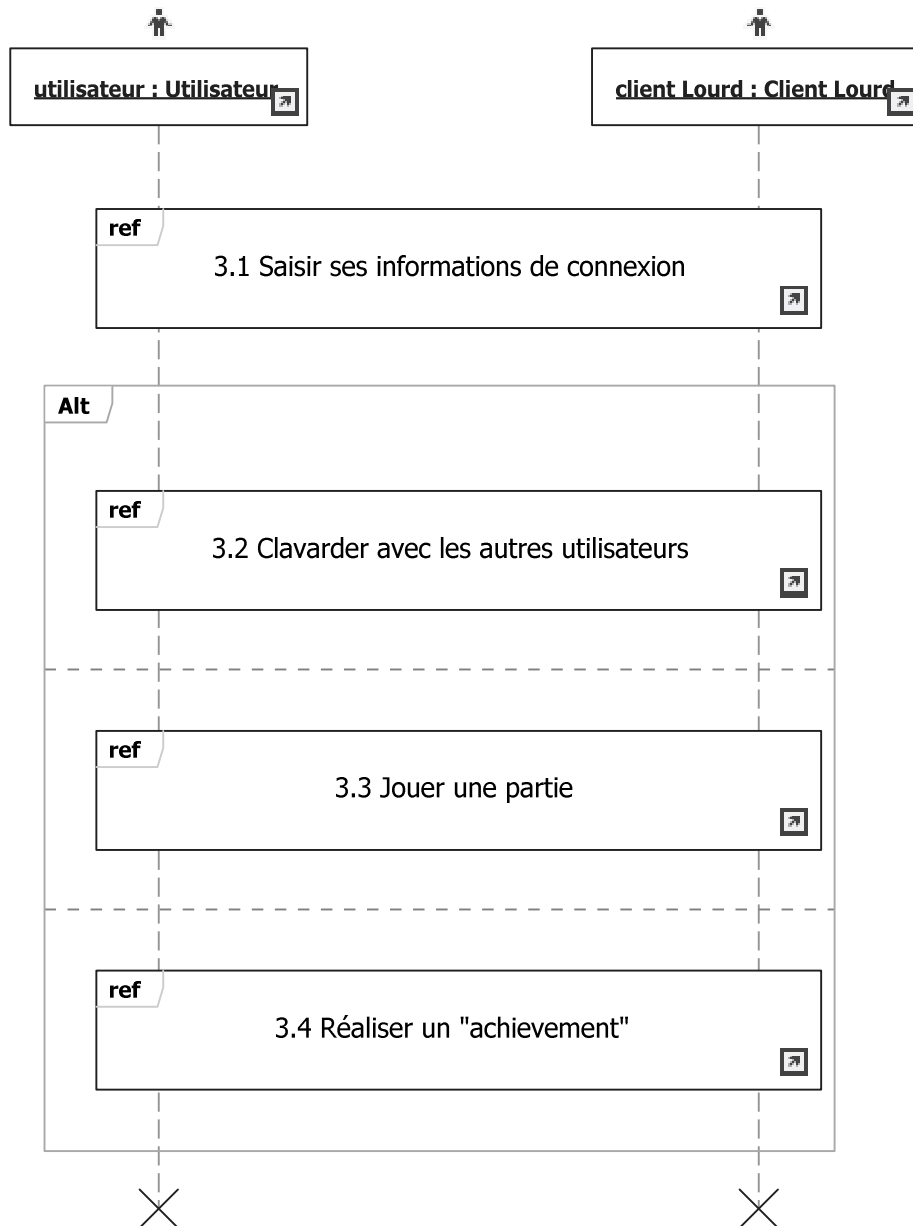 utilisateur : Utilisateur
client Lourd : Client Lourd
ref
3.1 Saisir ses informations de connexion
Alt
ref
3.2 Clavarder avec les autres utilisateurs
ref
3.3 Jouer une partie
ref
3.4 Réaliser un "achievement"